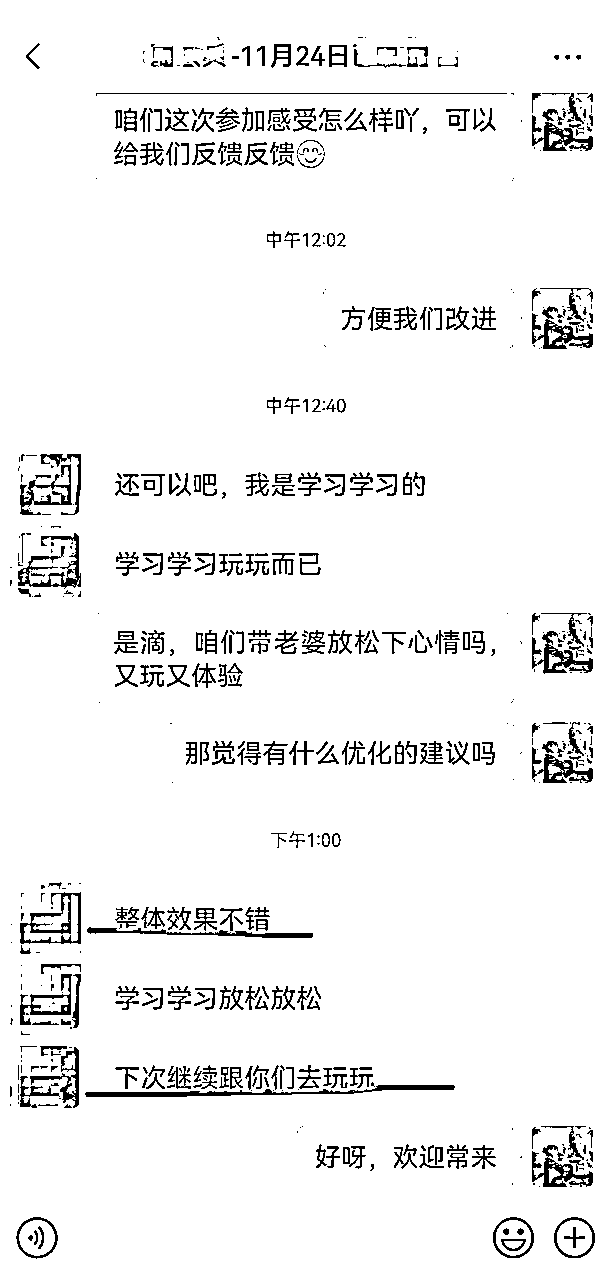 -11月24日
咱们这次参加感受怎么样吖，可以
给我们反馈反馈😊
中午12:02
方便我们改进
中午12:40
还可以吧，我是学习学习的
学习学习玩玩而已
是滴，咱们带老婆放松下心情吗，
又玩又体验
那觉得有什么优化的建议吗
下午1:00
整体效果不错
学习学习放松放松
下次继续跟你们去玩玩
好呀，欢迎常来